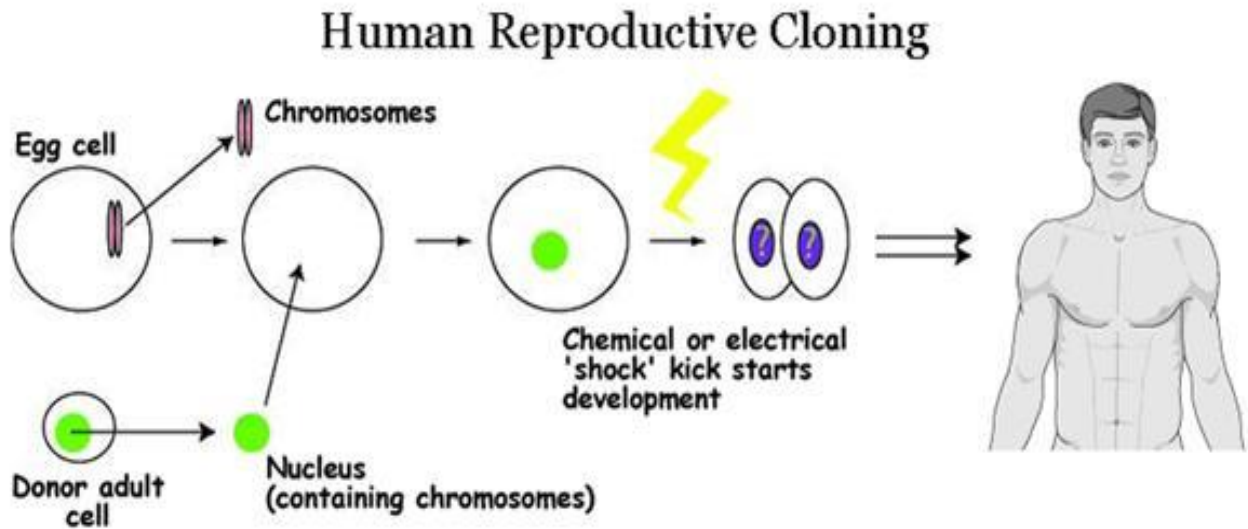 Human Reproductive Cloning
Chromosomes
Egg cell
? ?
Chemical or electrical
'shock' kick starts
development
Nucleus
(containing chromosomes)
Donor adult
cell